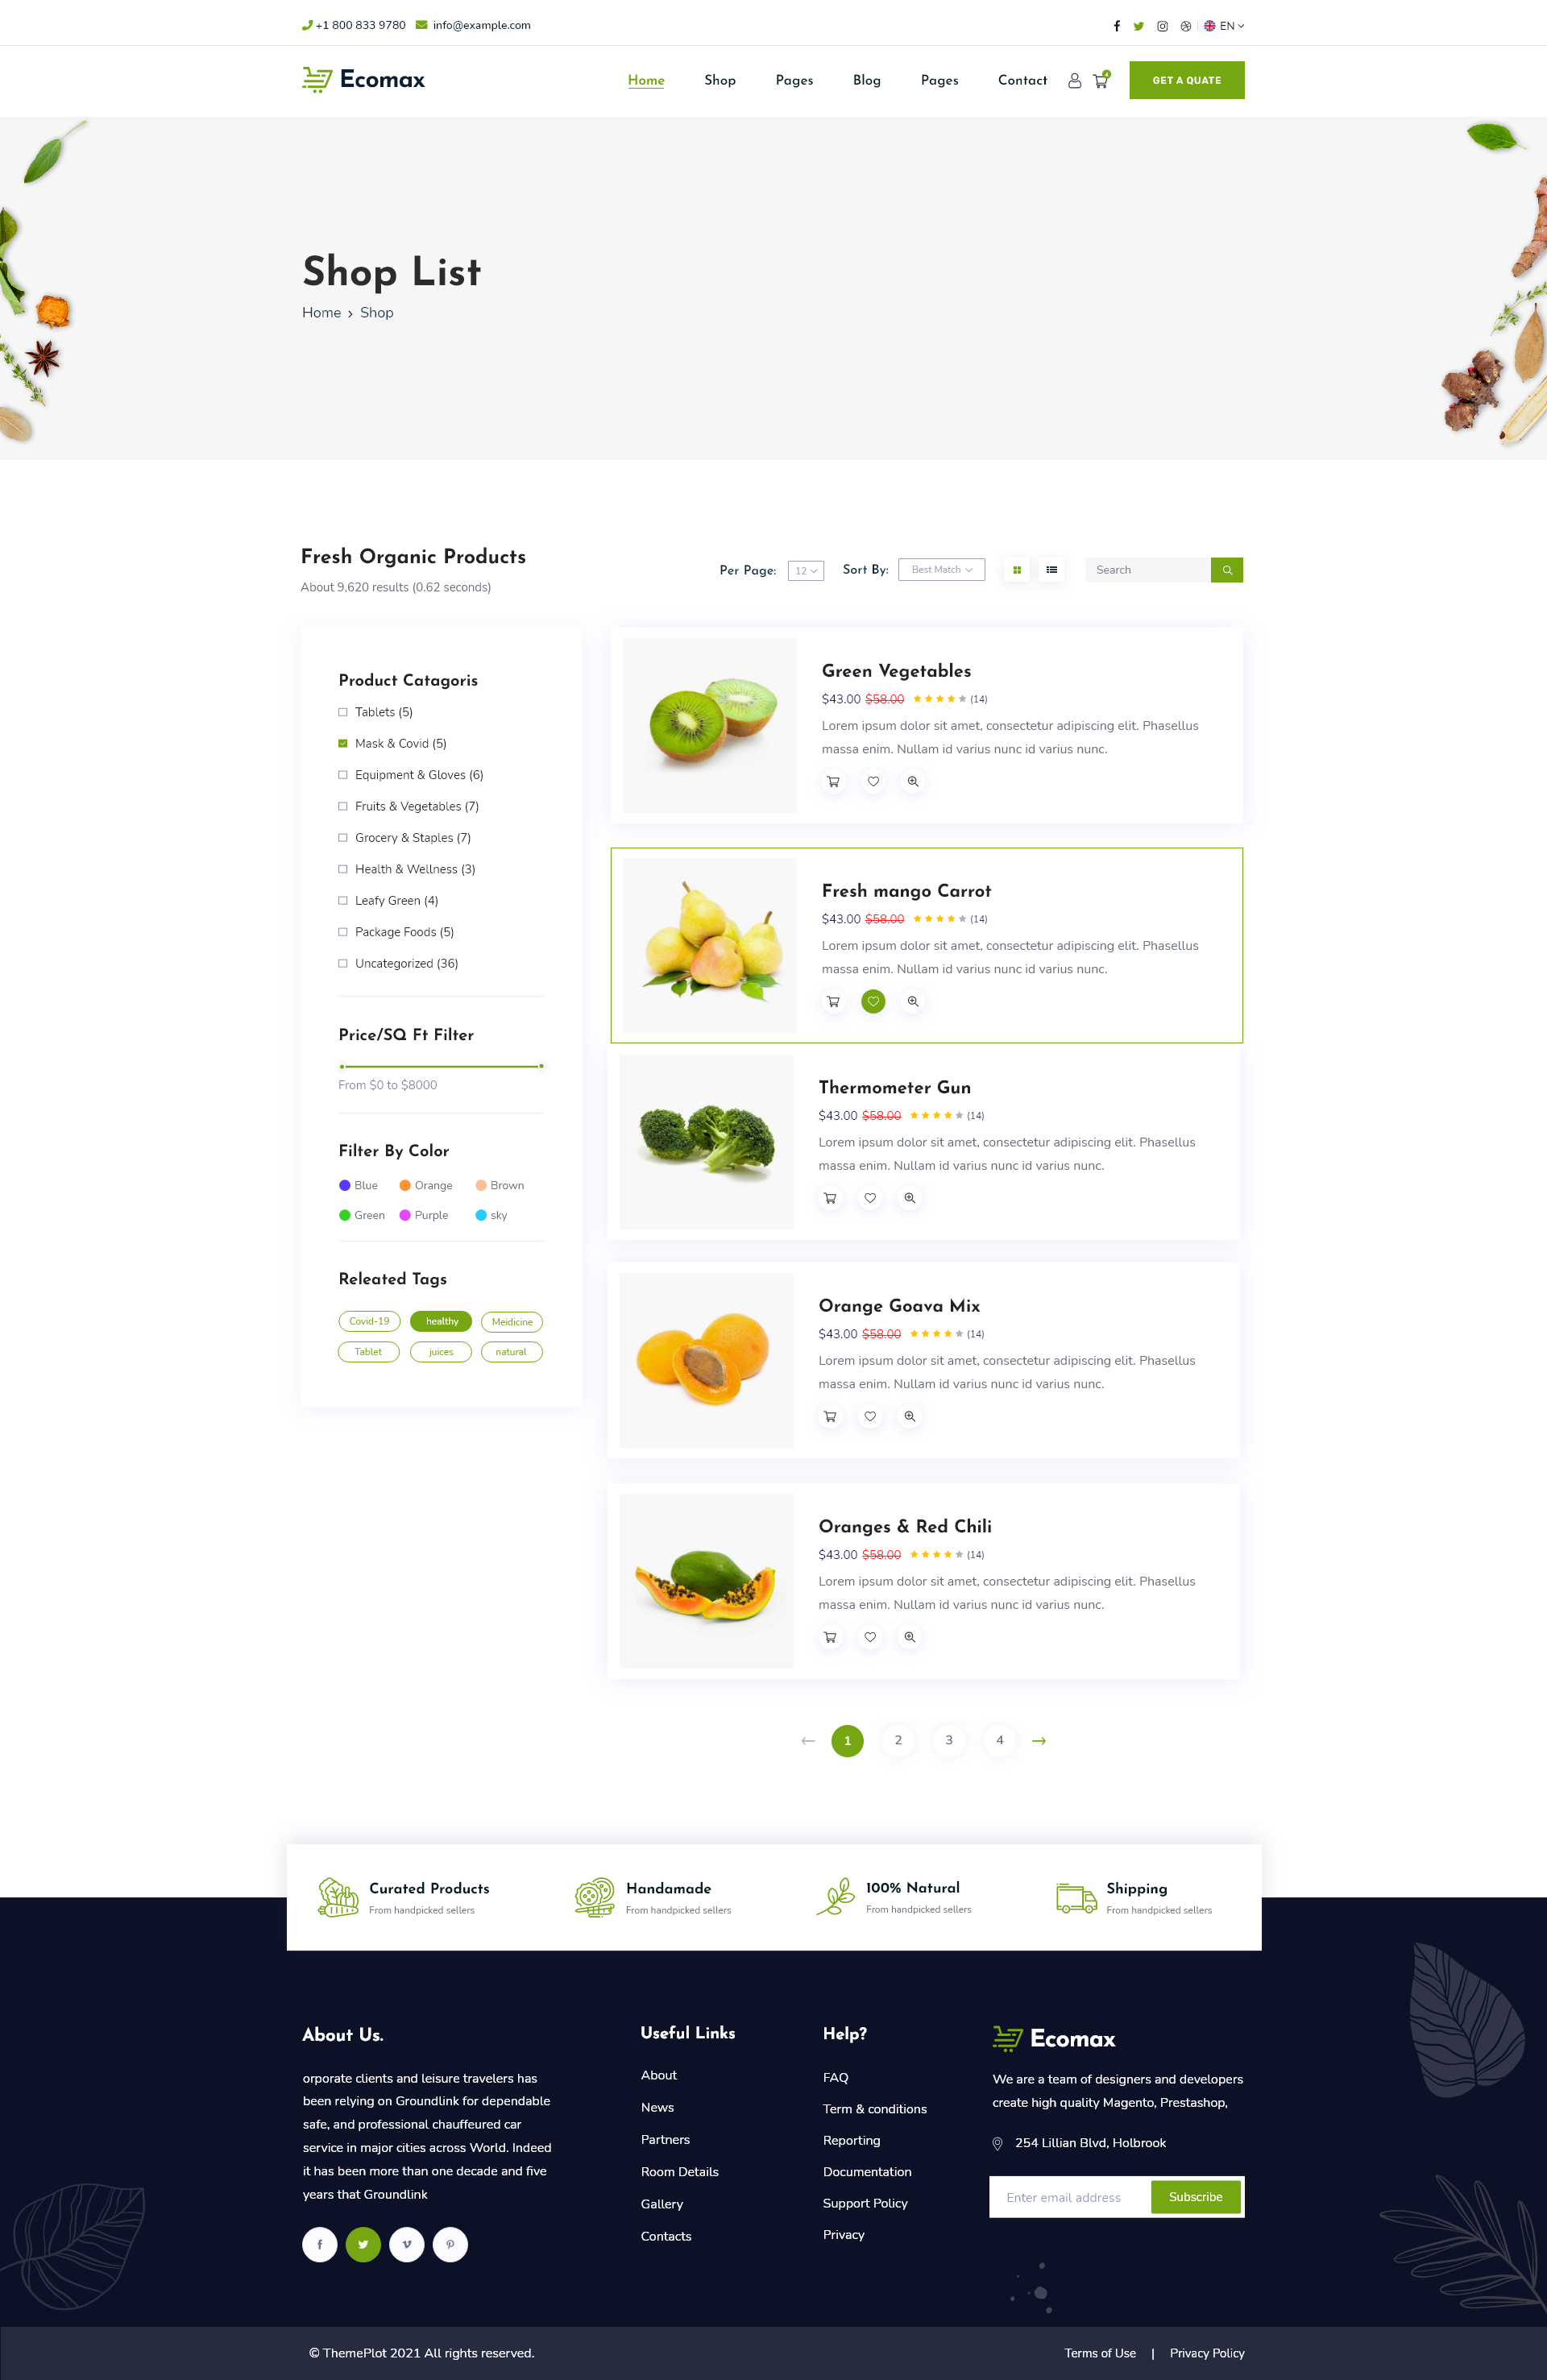 +1 800 833 9780 info@example.com EN
Ecomax Home Shop Pages Blog Pages Contact 4 GET A QUATE
Shop List
Home > Shop
Fresh Organic Products
About 9,620 results (0.62 seconds)
Per Page: 12 Sort By: Best Match Search
Product Catagoris
Tablets (5)
Mask & Covid (5)
Equipment & Gloves (6)
Fruits & Vegetables (7)
Grocery & Staples (7)
Health & Wellness (3)
Leafy Green (4)
Package Foods (5)
Uncategorized (36)
Price/SQ Ft Filter
From $0 to $8000
Filter By Color
Blue Orange Brown
Green Purple sky
Releated Tags
Covid-19 healthy Meidicine
Tablet juices natural
Green Vegetables
$43.00 $58.00 (14)
Lorem ipsum dolor sit amet, consectetur adipiscing elit. Phasellus
massa enim. Nullam id varius nunc id varius nunc.
Fresh mango Carrot
$43.00 $58.00 (14)
Lorem ipsum dolor sit amet, consectetur adipiscing elit. Phasellus
massa enim. Nullam id varius nunc id varius nunc.
Thermometer Gun
$43.00 $58.00 (14)
Lorem ipsum dolor sit amet, consectetur adipiscing elit. Phasellus
massa enim. Nullam id varius nunc id varius nunc.
Orange Goava Mix
$43.00 $58.00 (14)
Lorem ipsum dolor sit amet, consectetur adipiscing elit. Phasellus
massa enim. Nullam id varius nunc id varius nunc.
Oranges & Red Chili
$43.00 $58.00 (14)
Lorem ipsum dolor sit amet, consectetur adipiscing elit. Phasellus
massa enim. Nullam id varius nunc id varius nunc.
1 2 3 4
Curated Products
From handpicked sellers
Handamade
From handpicked sellers
100% Natural
From handpicked sellers
Shipping
From handpicked sellers
About Us.
orporate clients and leisure travelers has
been relying on Groundlink for dependable
safe, and professional chauffeured car
service in major cities across World. Indeed
it has been more than one decade and five
years that Groundlink
Useful Links
About
News
Partners
Room Details
Gallery
Contacts
Help?
FAQ
Term & conditions
Reporting
Documentation
Support Policy
Privacy
Ecomax
We are a team of designers and developers
create high quality Magento, Prestashop,
254 Lillian Blvd, Holbrook
Enter email address Subscribe
© ThemePlot 2021 All rights reserved.
Terms of Use | Privacy Policy